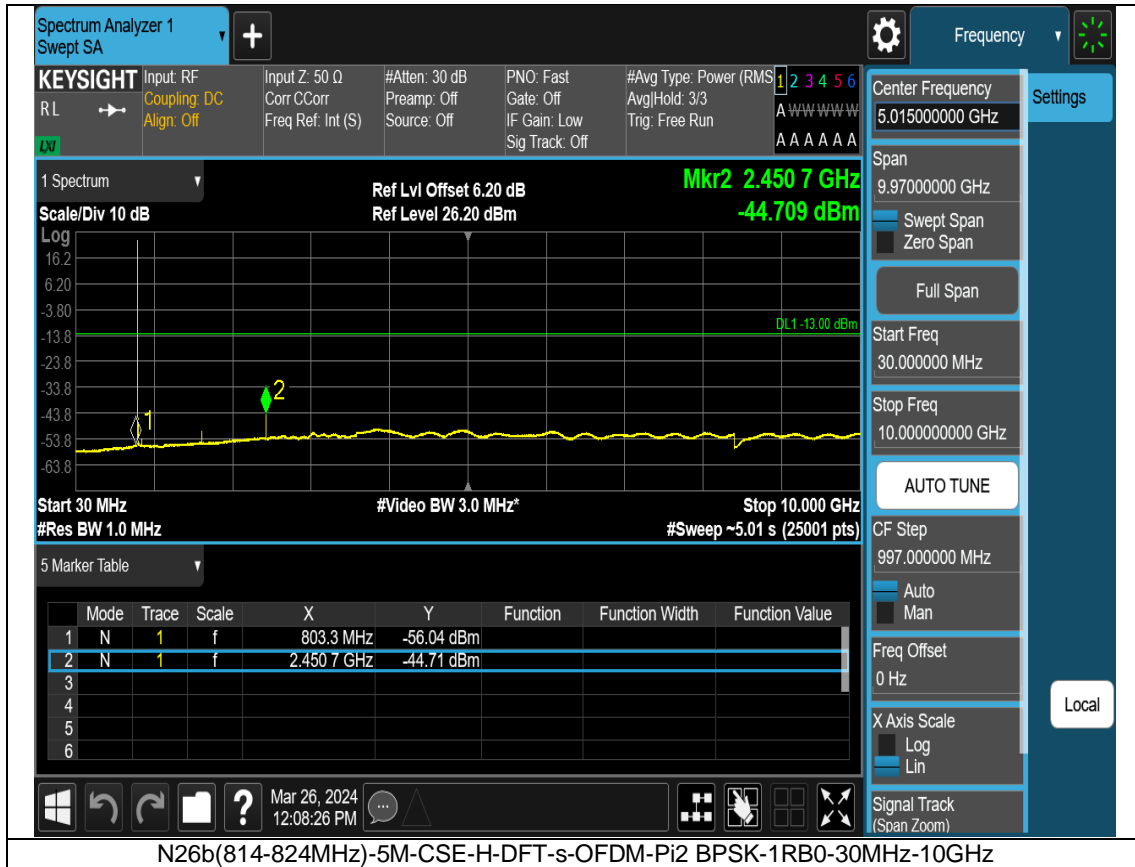 Spectrum Analyzer 1
Swept SA
+
Frequency
KEYSIGHT
RL
LXI
Input: RF
Coupling: DC
Align: Off
Input Z: 50 Ω
Corr CCorr
Freq Ref: Int (S)
#Atten: 30 dB
Preamp: Off
Source: Off
PNO: Fast
Gate: Off
IF Gain: Low
Sig Track: Off
#Avg Type: Power (RMS
Avg|Hold: 3/3
Trig: Free Run
1 2 3 4 5 6
A W W W W W
A A A A A A
1 Spectrum
Scale/Div 10 dB
Log
Ref Lvl Offset 6.20 dB
Ref Level 26.20 dBm
Mkr2 2.450 7 GHz
-44.709 dBm
16.2
6.20
-3.80
-13.8
-23.8
-33.8
-43.8
-53.8
-63.8
DL1 -13.00 dBm
1
2
Start 30 MHz
#Video BW 3.0 MHz*
Stop 10.000 GHz
#Res BW 1.0 MHz
#Sweep ~5.01 s (25001 pts)
5 Marker Table
Mode Trace Scale X Y Function Function Width Function Value
1 N 1 f 803.3 MHz -56.04 dBm
2 N 1 f 2.450 7 GHz -44.71 dBm
3
4
5
6
Center Frequency
5.015000000 GHz
Settings
Span
9.97000000 GHz
Swept Span
Zero Span
Full Span
Start Freq
30.000000 MHz
Stop Freq
10.000000000 GHz
AUTO TUNE
CF Step
997.000000 MHz
Auto
Man
Freq Offset
0 Hz
X Axis Scale
Log
Lin
Local
Signal Track
(Span Zoom)
?
Mar 26, 2024
12:08:26 PM
N26b(814-824MHz)-5M-CSE-H-DFT-s-OFDM-Pi2 BPSK-1RB0-30MHz-10GHz